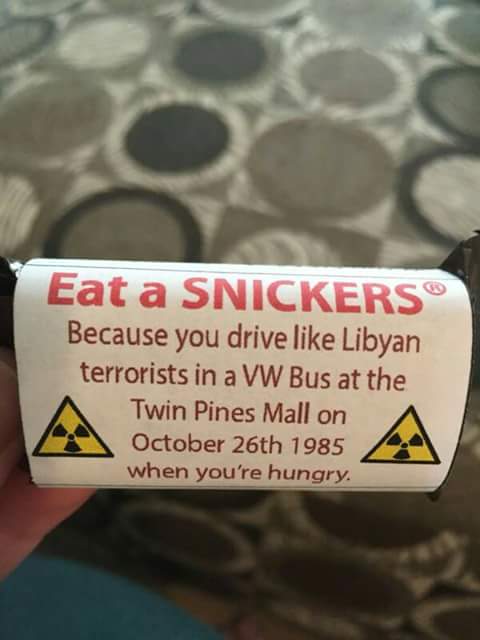 Eat a SNICKERS®
Because you drive like Libyan
terrorists in a VW Bus at the
Twin Pines Mall on
October 26th 1985
when you're hungry.